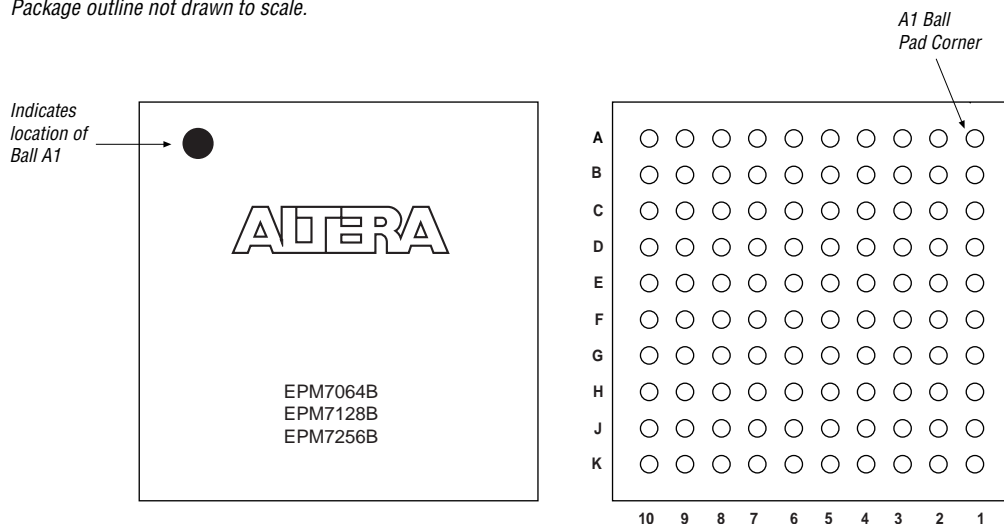 Package outline not drawn to scale.
A1 Ball
Pad Corner
Indicates
location of
Ball A1
ALTERA
EPM7064B
EPM7128B
EPM7256B
A
B
C
D
E
F
G
H
J
K
10 9 8 7 6 5 4 3 2 1